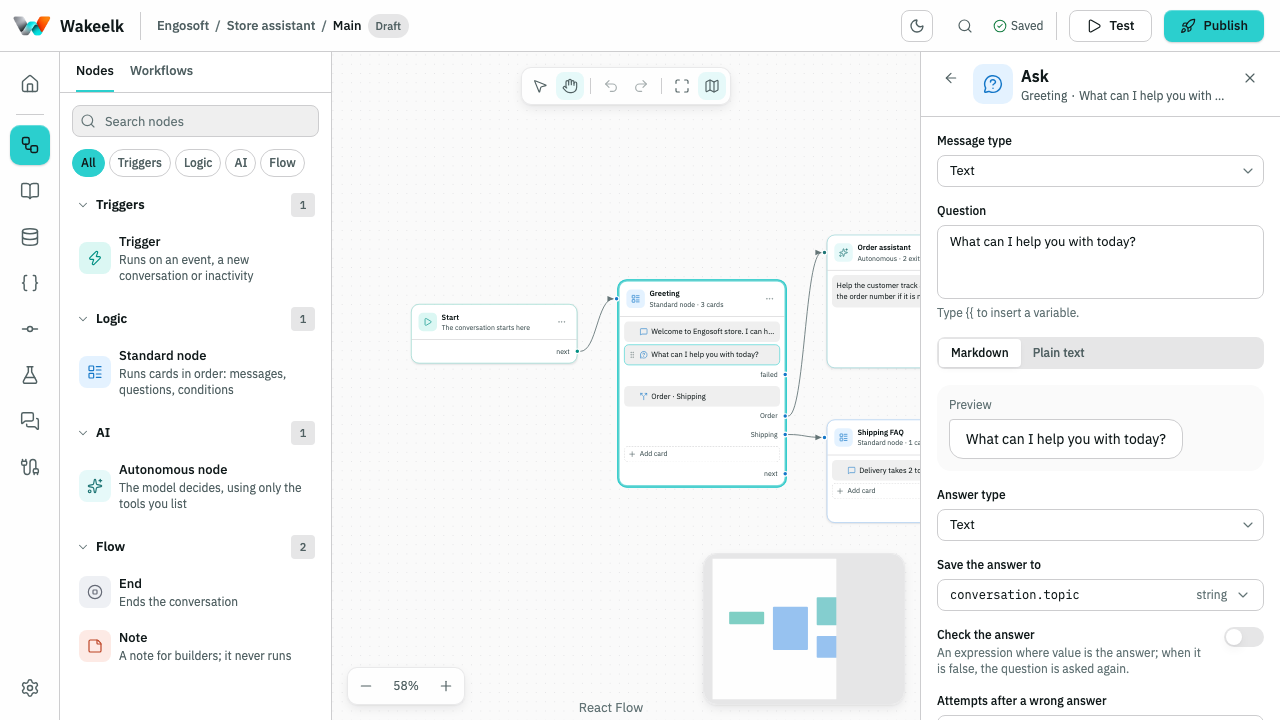 Wakeelk
Engosoft / Store assistant / Main Draft
Saved
Test
Publish
Nodes Workflows
Search nodes
All Triggers Logic AI Flow
Triggers 1
Trigger
Runs on an event, a new
conversation or inactivity
Logic 1
Standard node
Runs cards in order: messages,
questions, conditions
AI 1
Autonomous node
The model decides, using only the
tools you list
Flow 2
End
Ends the conversation
Note
A note for builders; it never runs
Start
The conversation starts here
next
Greeting
Standard node · 3 cards
Welcome to Engosoft store. I can h...
What can I help you with today?
failed
Order · Shipping
Order
Shipping
+ Add card
next
Order assistant
Autonomous · 2 exit
Help the customer track
the order number if it is n
Shipping FAQ
Standard node · 1 ca
Delivery takes 2 to
+ Add card
58%
React Flow
Ask
Greeting · What can I help you with ...
Message type
Text
Question
What can I help you with today?
Type {{ to insert a variable.
Markdown Plain text
Preview
What can I help you with today?
Answer type
Text
Save the answer to
conversation.topic string
Check the answer
An expression where value is the answer; when it
is false, the question is asked again.
Attempts after a wrong answer